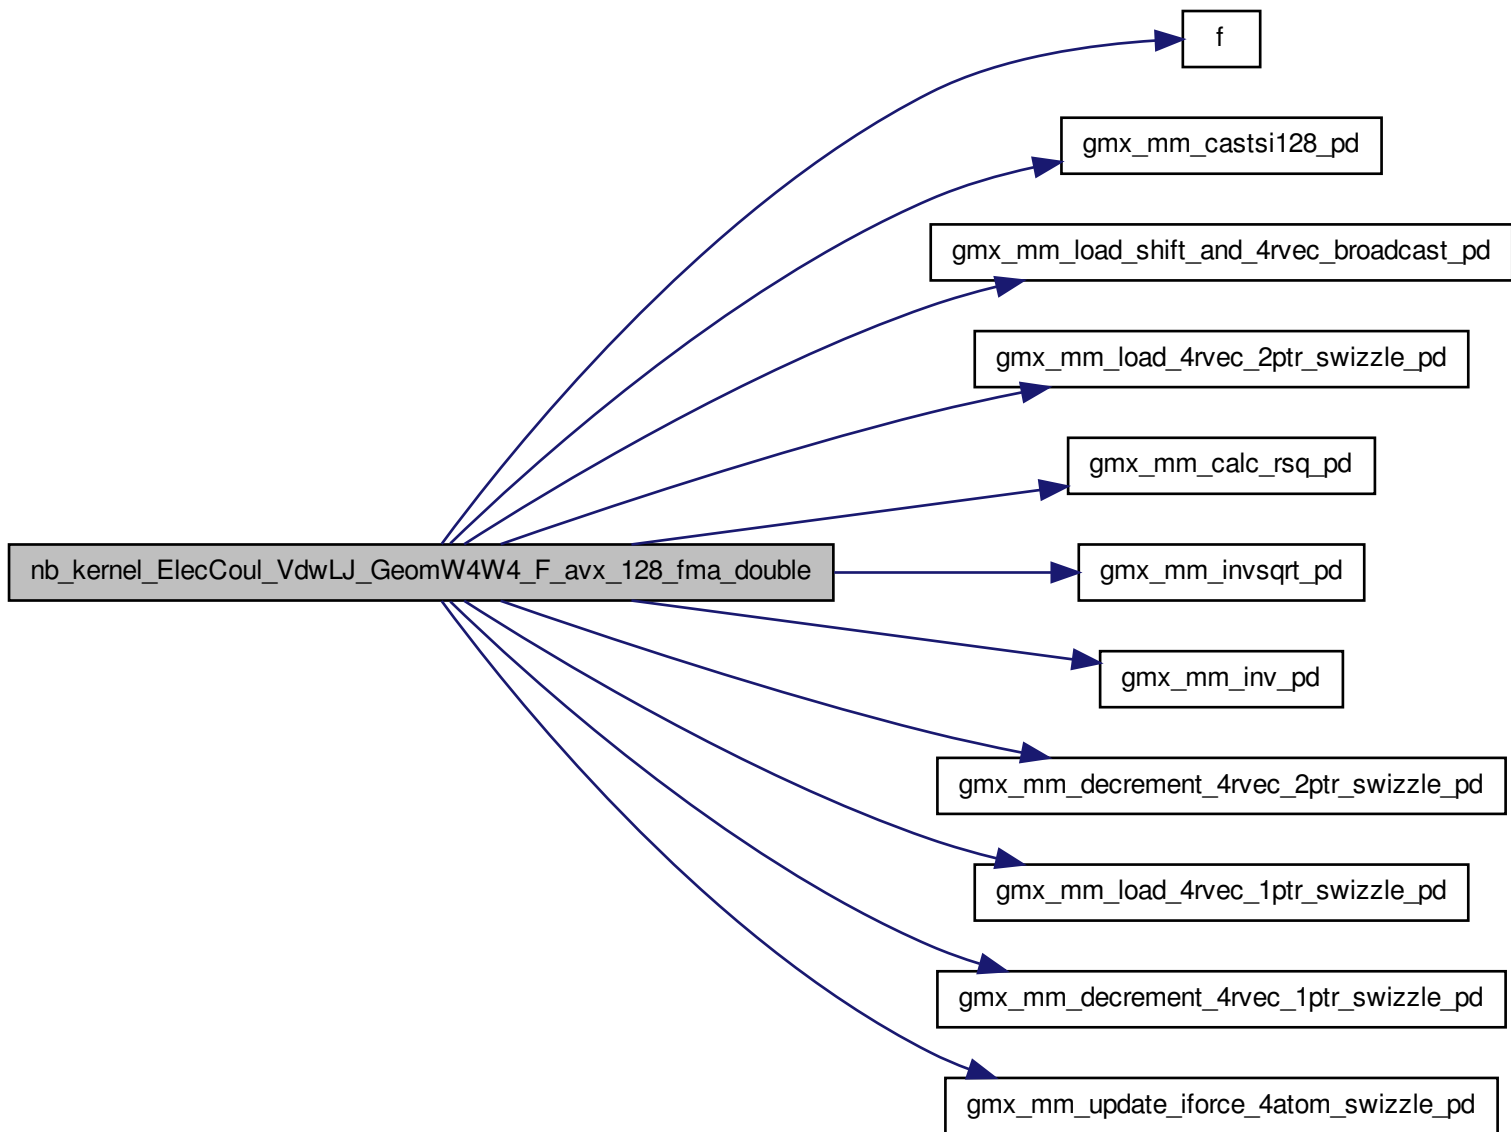 f
gmx_mm_castsi128_pd
gmx_mm_load_shift_and_4rvec_broadcast_pd
gmx_mm_load_4rvec_2ptr_swizzle_pd
gmx_mm_calc_rsq_pd
nb_kernel_ElecCoul_VdwLJ_GeomW4W4_F_avx_128_fma_double
gmx_mm_invsqrt_pd
gmx_mm_inv_pd
gmx_mm_decrement_4rvec_2ptr_swizzle_pd
gmx_mm_load_4rvec_1ptr_swizzle_pd
gmx_mm_decrement_4rvec_1ptr_swizzle_pd
gmx_mm_update_iforce_4atom_swizzle_pd